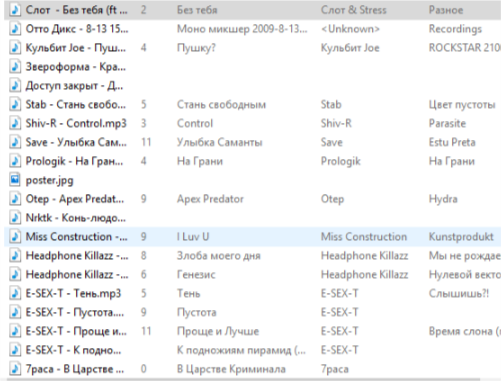 Слот - Без тебя (ft ... 2 Без тебя Слот & Stress Разное
Отто Дикс - 8-13 15... Моно микшер 2009-8-13... <Unknown> Recordings
Кульбит Joe - Пуш... 4 Пушку? Кульбит Joe ROCKSTAR 210
Звероформа - Кра...
Доступ закрыт - Д...
Stab - Стань свобо... 5 Стань свободным Stab Цвет пустоты
Shiv-R - Control.mp3 3 Control Shiv-R Parasite
Save - Улыбка Сам... 11 Улыбка Саманты Save Estu Preta
Prologik - На Гран... 4 На Грани Prologik На Грани
poster.jpg
Otep - Apex Predat... 9 Apex Predator Otep Hydra
Nrktk - Конь-людо...
Miss Construction -... 9 I Luv U Miss Construction Kunstprodukt
Headphone Killazz -... 8 Злоба моего дня Headphone Killazz Мы не рождае
Headphone Killazz -... 6 Генезис Headphone Killazz Нулевой векто
E-SEX-T - Тень.mp3 5 Тень E-SEX-T Слышишь?!
E-SEX-T - Пустота.... 9 Пустота E-SEX-T
E-SEX-T - Проще и... 11 Проще и Лучше E-SEX-T Время слона (
E-SEX-T - К подно... К подножиям пирамид (... E-SEX-T
7раса - В Царстве ... 0 В Царстве Криминала 7раса